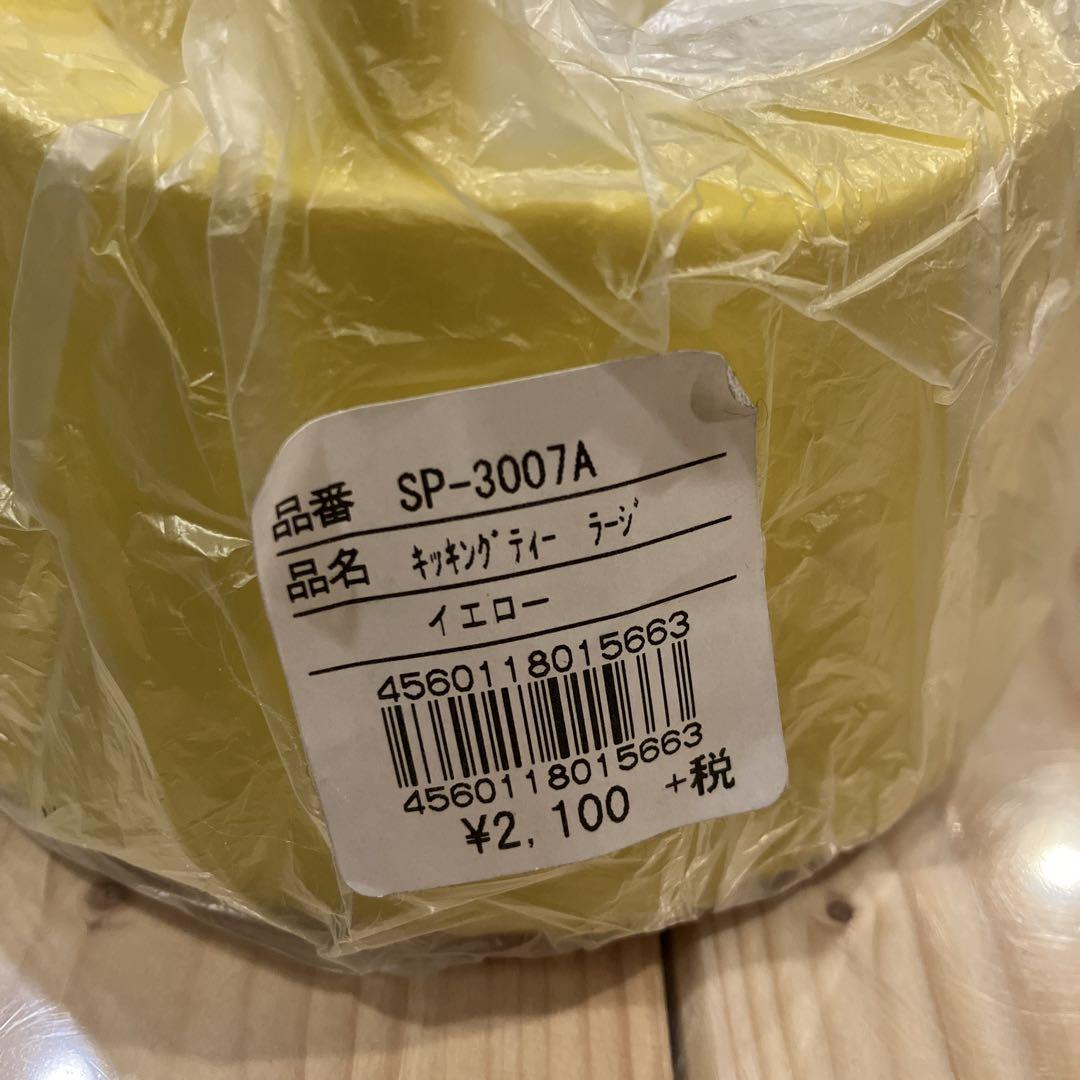 品番 SP-3007A
品名 ｷｯｷﾝｸﾞﾃｨｰ ﾗｰｼﾞ
イエロー
4560118015663
4560118015663
¥2,100 +税